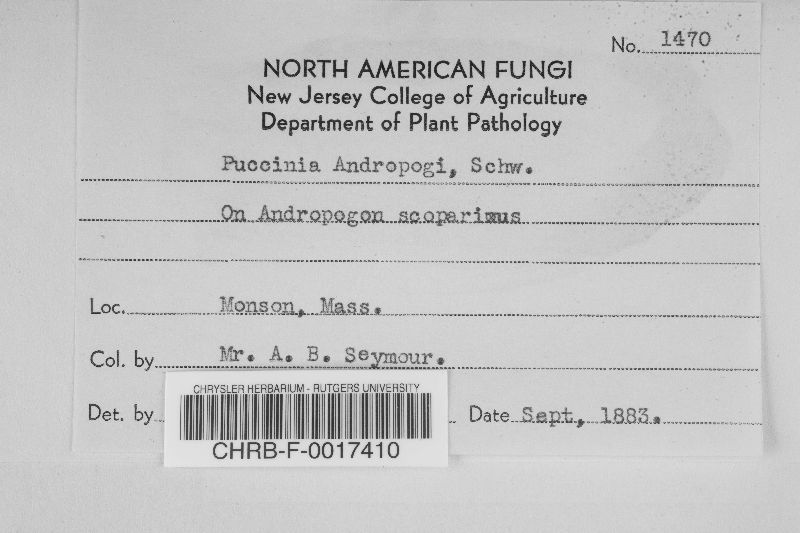 No. 1470
NORTH AMERICAN FUNGI
New Jersey College of Agriculture
Department of Plant Pathology
Puccinia Andropogi, Schw.
On Andropogon scoparius
Loc. Monson, Mass.
Col. by Mr. A. B. Seymour.
Det. by Date Sept, 1883.
CHRYSLER HERBARIUM - RUTGERS UNIVERSITY
CHRB-F-0017410